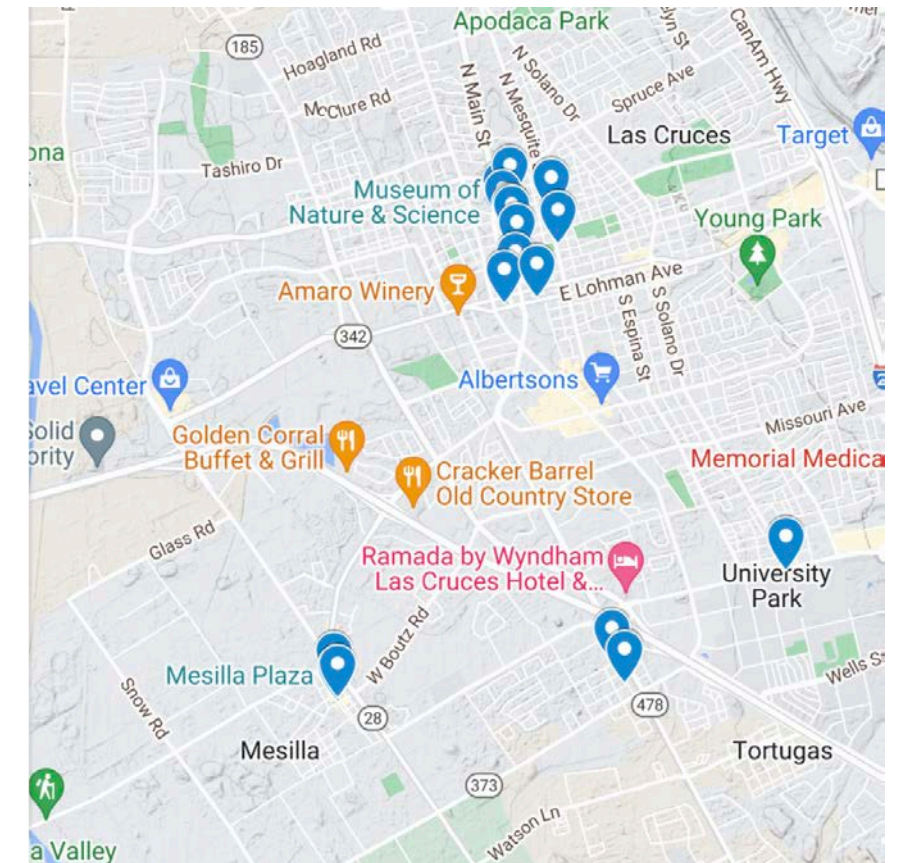 Apodaca Park
185
Hoagland Rd
N Main St
N Mesquite
N Solano Dr
Spruce Ave
CanAm Hwy
McClure Rd
Las Cruces
Target
ona
Tashiro Dr
Museum of
Nature & Science
Young Park
Amaro Winery
E Lohman Ave
S Espina St
S Solano Dr
342
avel Center
Albertsons
Missouri Ave
Solid
ority
Golden Corral
Buffet & Grill
Memorial Medica
Cracker Barrel
Old Country Store
Glass Rd
Ramada by Wyndham
Las Cruces Hotel &...
University
Park
W Boutz Rd
Mesilla Plaza
Wells S
Snow Rd
28
478
Mesilla
Tortugas
373
Watson Ln
a Valley